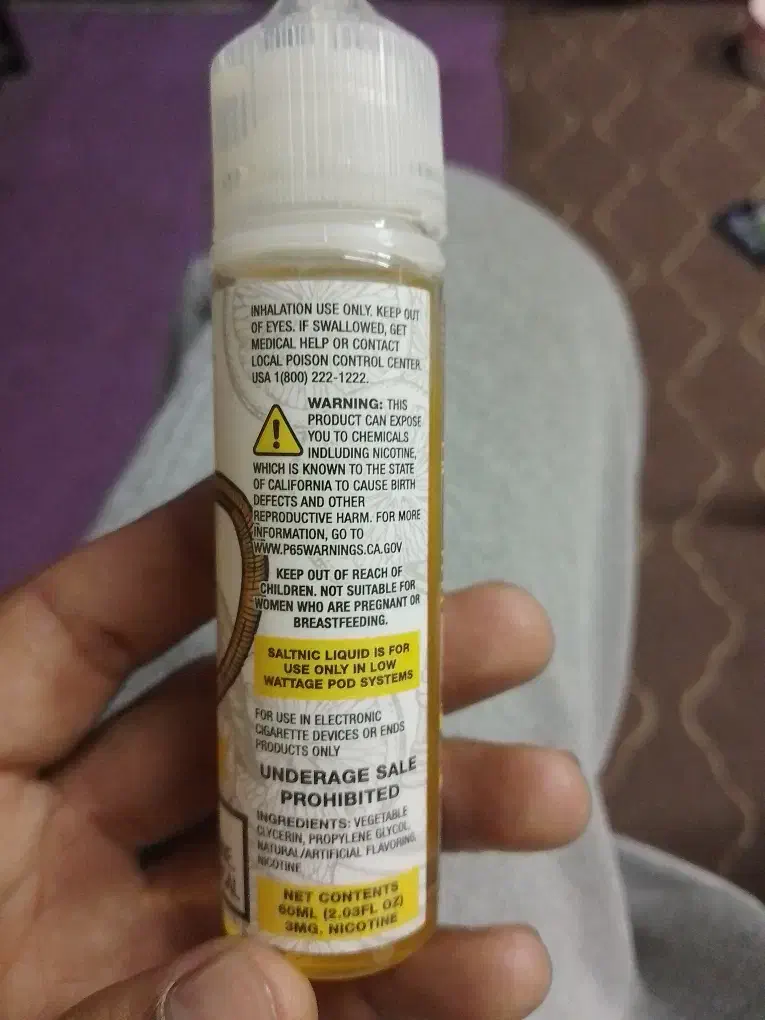 INHALATION USE ONLY. KEEP OUT
OF EYES. IF SWALLOWED, GET
MEDICAL HELP OR CONTACT
LOCAL POISON CONTROL CENTER.
USA 1(800) 222-1222.
WARNING: THIS
PRODUCT CAN EXPOSE
YOU TO CHEMICALS
INDLUDING NICOTINE,
WHICH IS KNOWN TO THE STATE
OF CALIFORNIA TO CAUSE BIRTH
DEFECTS AND OTHER
REPRODUCTIVE HARM. FOR MORE
INFORMATION, GO TO
WWW.P65WARNINGS.CA.GOV
KEEP OUT OF REACH OF
CHILDREN. NOT SUITABLE FOR
WOMEN WHO ARE PREGNANT OR
BREASTFEEDING.
SALTNIC LIQUID IS FOR
USE ONLY IN LOW
WATTAGE POD SYSTEMS
FOR USE IN ELECTRONIC
CIGARETTE DEVICES OR ENDS
PRODUCTS ONLY
UNDERAGE SALE
PROHIBITED
INGREDIENTS: VEGETABLE
GLYCERIN, PROPYLENE GLYCOL,
NATURAL/ARTIFICIAL FLAVORING,
NICOTINE
NET CONTENTS
60ML (2.03FL OZ)
3MG. NICOTINE